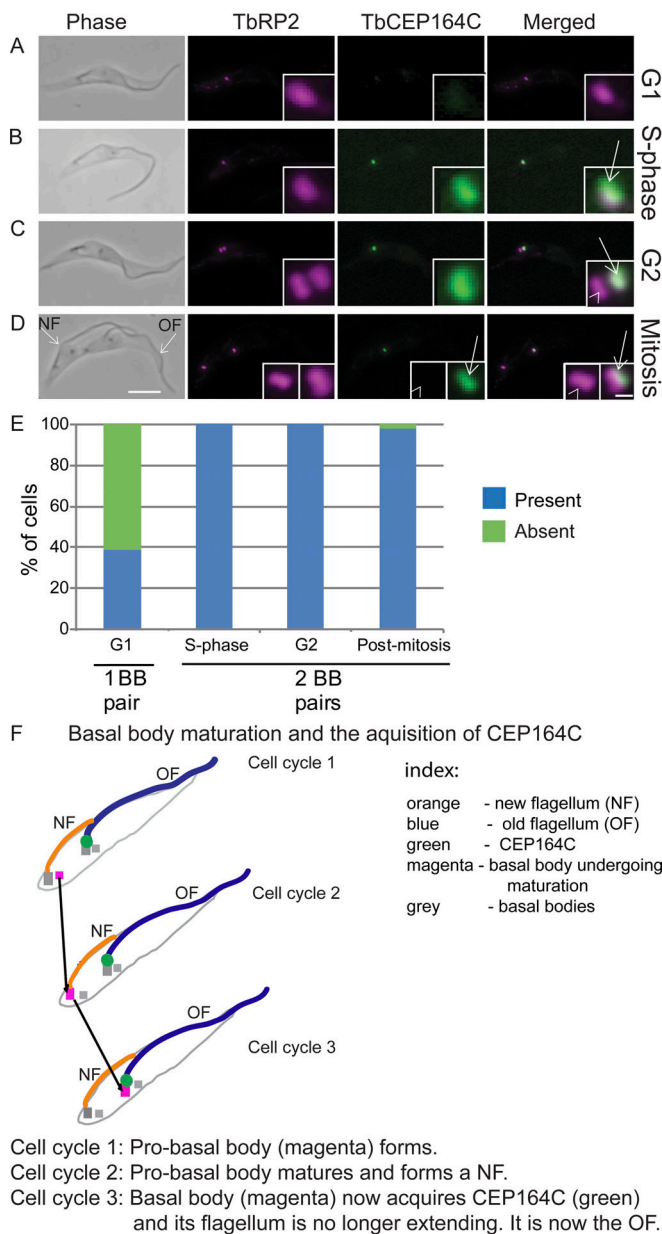 Phase TbRP2 TbCEP164C Merged
A G1
B S-phase
C G2
D NF OF Mitosis
E
% of cells
100
80
60
40
20
0
Present
Absent
G1 S-phase G2 Post-mitosis
1 BB pair
2 BB pairs
F Basal body maturation and the aquisition of CEP164C
OF Cell cycle 1
NF
OF Cell cycle 2
NF
OF Cell cycle 3
NF
index:
orange - new flagellum (NF)
blue - old flagellum (OF)
green - CEP164C
magenta - basal body undergoing
maturation
grey - basal bodies
Cell cycle 1: Pro-basal body (magenta) forms.
Cell cycle 2: Pro-basal body matures and forms a NF.
Cell cycle 3: Basal body (magenta) now acquires CEP164C (green)
and its flagellum is no longer extending. It is now the OF.